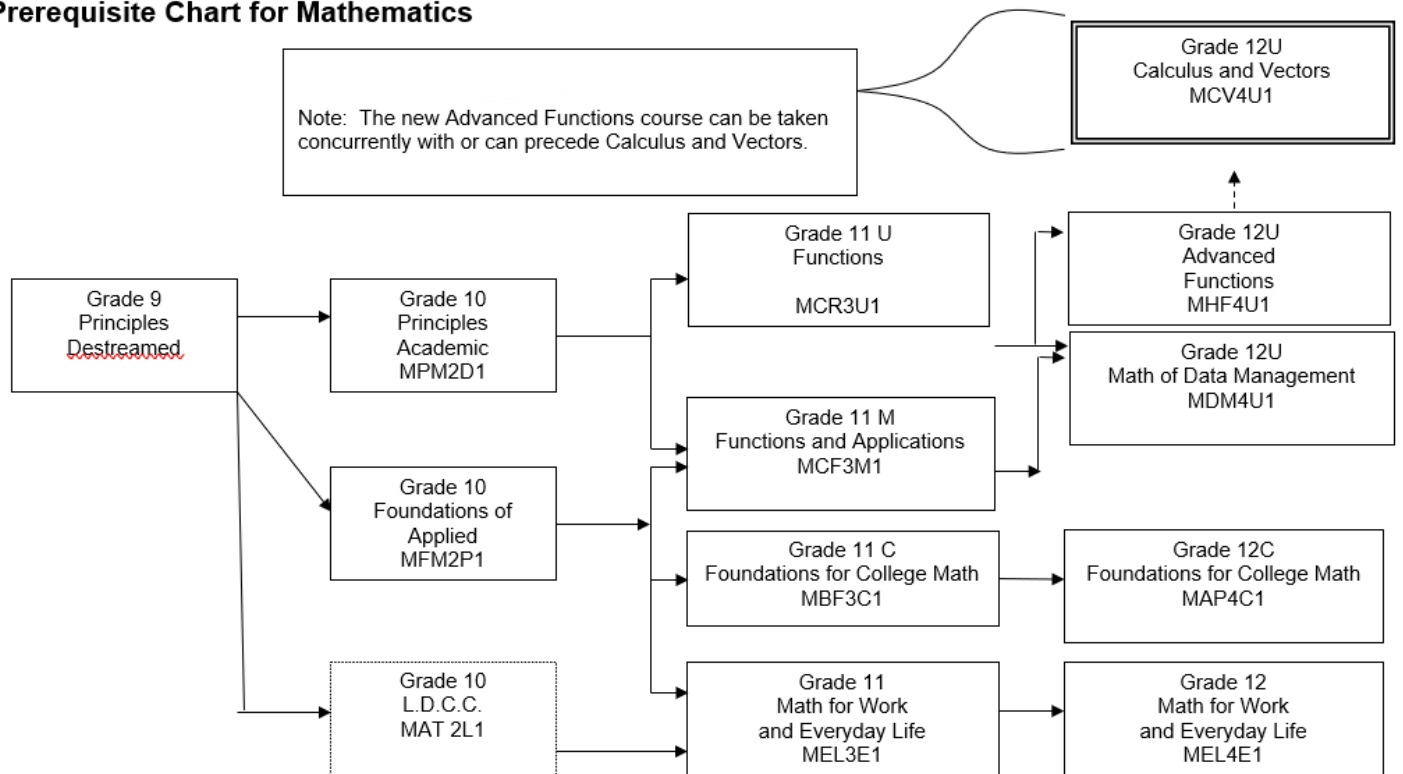 Prerequisite Chart for Mathematics
Note: The new Advanced Functions course can be taken
concurrently with or can precede Calculus and Vectors.
Grade 12U
Calculus and Vectors
MCV4U1
Grade 9
Principles
Destreamed
Grade 10
Principles
Academic
MPM2D1
Grade 11 U
Functions
MCR3U1
Grade 12U
Advanced
Functions
MHF4U1
Grade 12U
Math of Data Management
MDM4U1
Grade 10
Foundations of
Applied
MFM2P1
Grade 11 M
Functions and Applications
MCF3M1
Grade 11 C
Foundations for College Math
MBF3C1
Grade 12C
Foundations for College Math
MAP4C1
Grade 10
L.D.C.C.
MAT 2L1
Grade 11
Math for Work
and Everyday Life
MEL3E1
Grade 12
Math for Work
and Everyday Life
MEL4E1